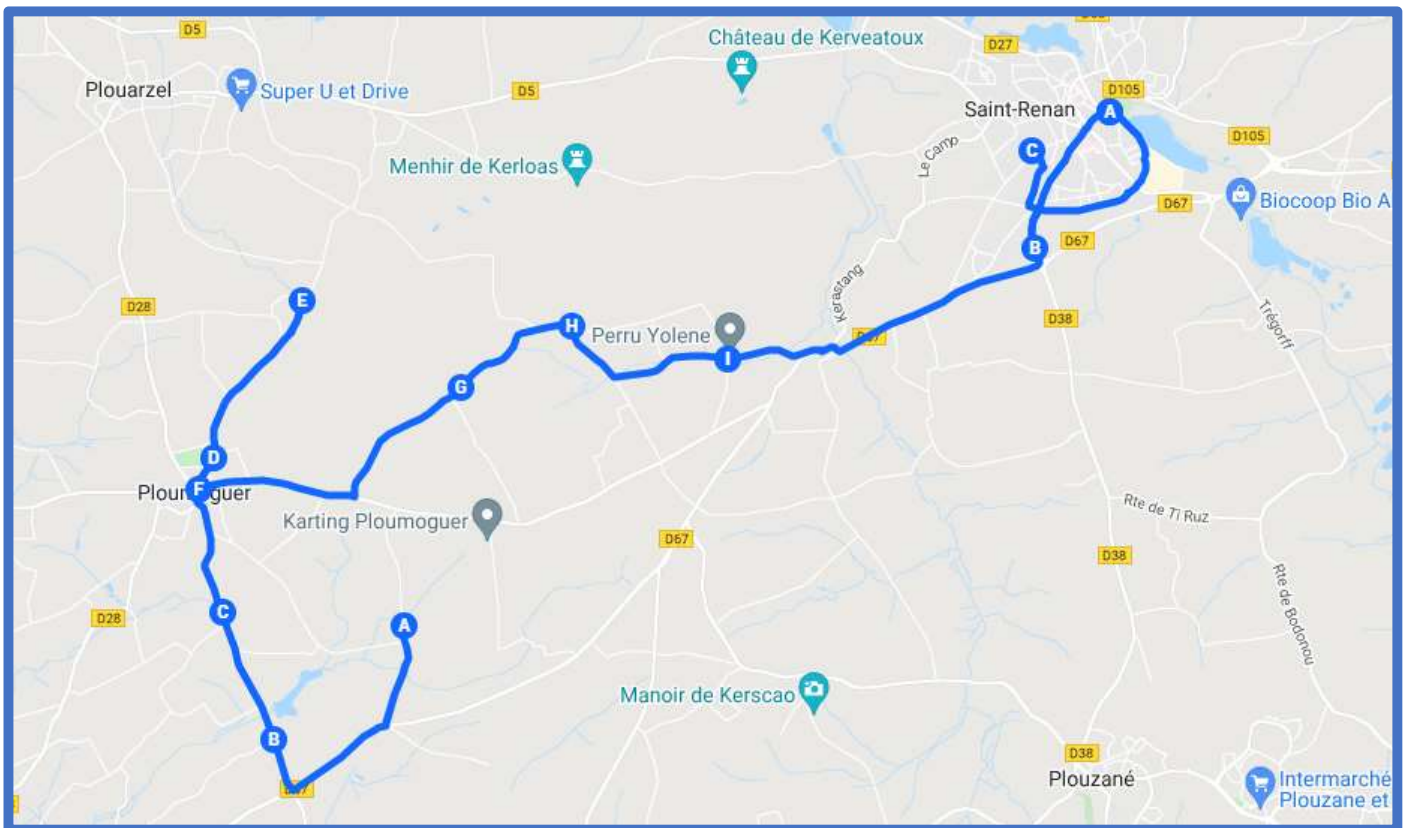 D5
Château de Kerveatoux
D27
Plouarzel
Super U et Drive
D5
Saint-Renan
D105
A
D105
Menhir de Kerloas
Le Camp
C
D67
Biocoop Bio A
B
D67
Kerastang
E
D28
H
Perru Yolene
I
D38
Trégorff
G
D
F
Karting Ploumoguer
Rte de Ti Ruz
D67
D38
Rte de Bodonou
D28
C
A
Manoir de Kerscao
B
D38
Plouzané
Intermarché
Plouzane et